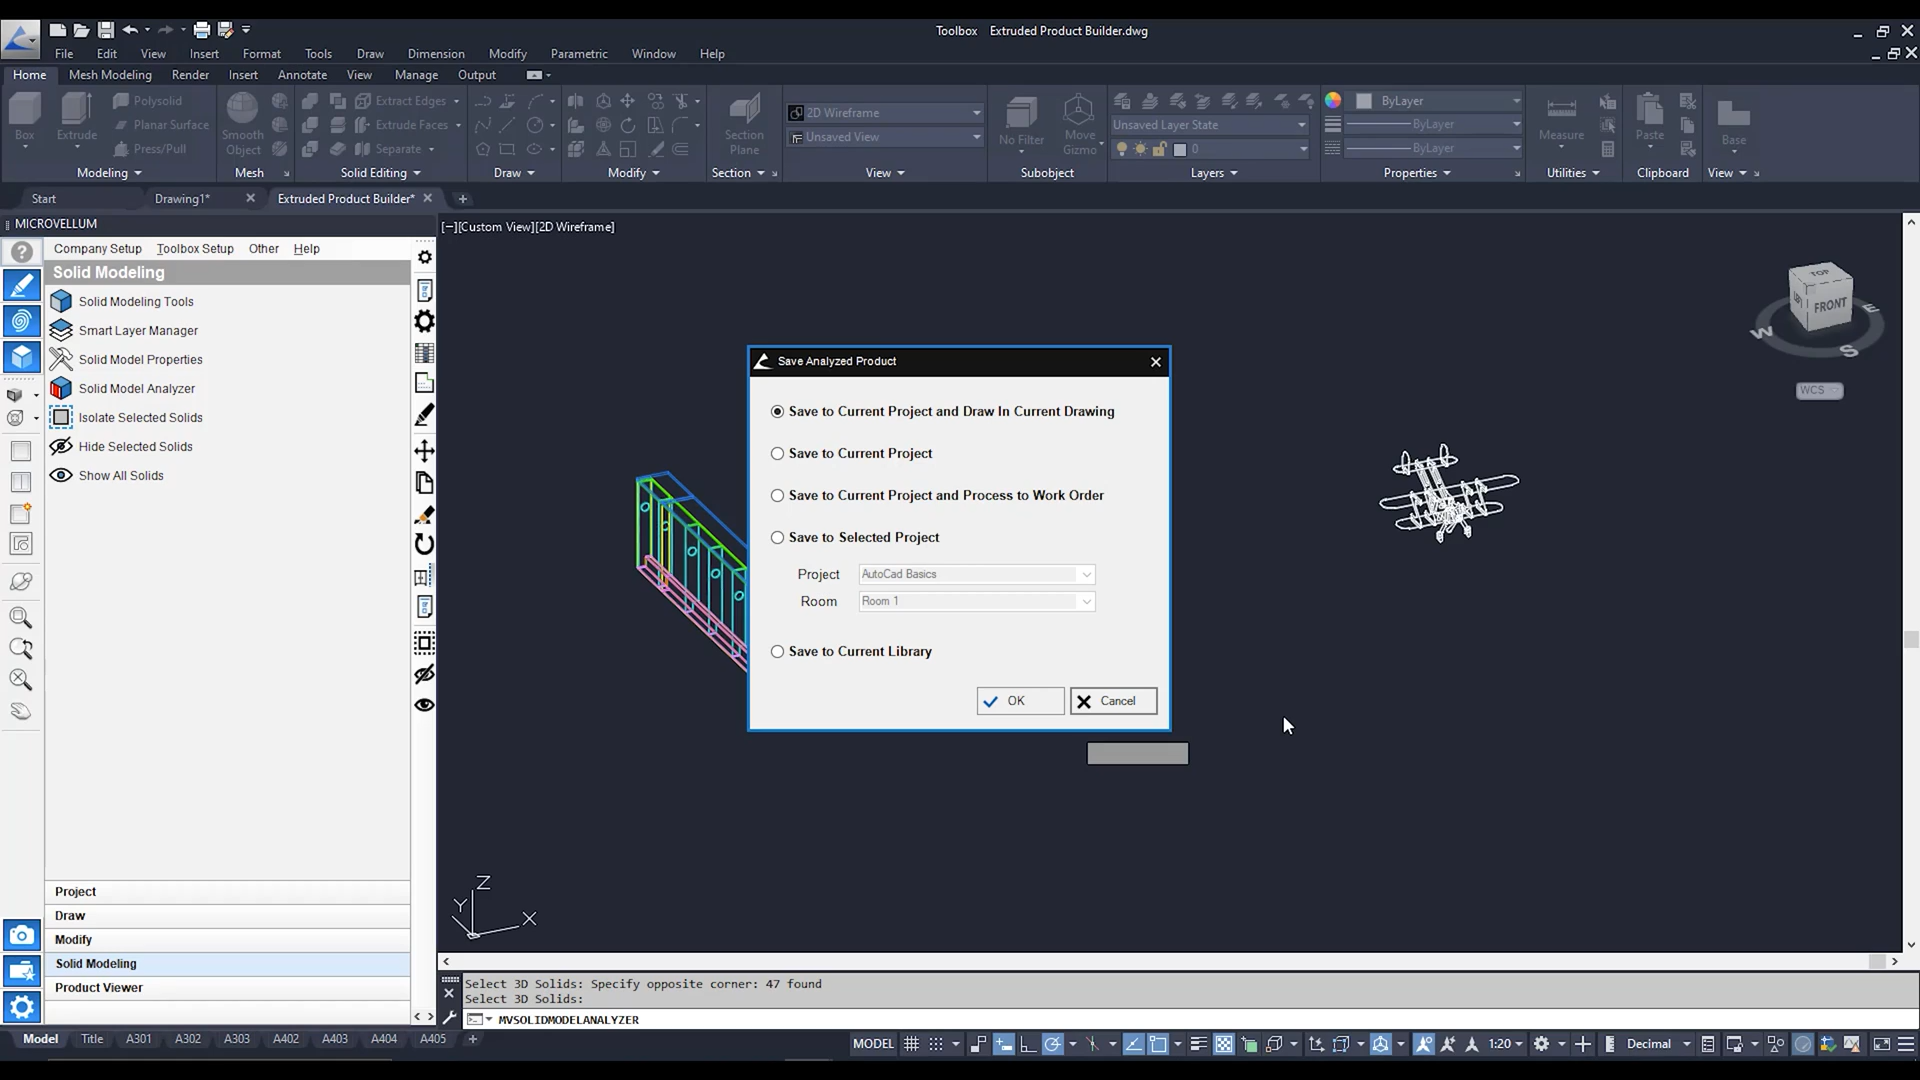 Toolbox Extruded Product Builder.dwg
File Edit View Insert Format Tools Draw Dimension Modify Parametric Window Help
Home Mesh Modeling Render Insert Annotate View Manage Output
Box
Extrude
Polysolid
Planar Surface
Press/Pull
Smooth Object
Extract Edges
Extrude Faces
Separate
Section Plane
2D Wireframe
Unsaved View
No Filter
Move Gizmo
Unsaved Layer State
0
ByLayer
ByLayer
ByLayer
Measure
Paste
Base
Modeling Mesh Solid Editing Draw Modify Section View Subobject Layers Properties Utilities Clipboard View
Start Drawing1* Extruded Product Builder*
MICROVELLUM
[−][Custom View][2D Wireframe]
Company Setup Toolbox Setup Other Help
Solid Modeling
Solid Modeling Tools
Smart Layer Manager
Solid Model Properties
Solid Model Analyzer
Isolate Selected Solids
Hide Selected Solids
Show All Solids
TOP
FRONT
W
E
S
WCS
Save Analyzed Product
Save to Current Project and Draw In Current Drawing
Save to Current Project
Save to Current Project and Process to Work Order
Save to Selected Project
Project AutoCad Basics
Room Room 1
Save to Current Library
OK Cancel
Project
Draw
Modify
Solid Modeling
Product Viewer
Z
Y
X
Select 3D Solids: Specify opposite corner: 47 found
Select 3D Solids:
MVSOLIDMODELANALYZER
Model Title A301 A302 A303 A402 A403 A404 A405
MODEL 1:20 Decimal